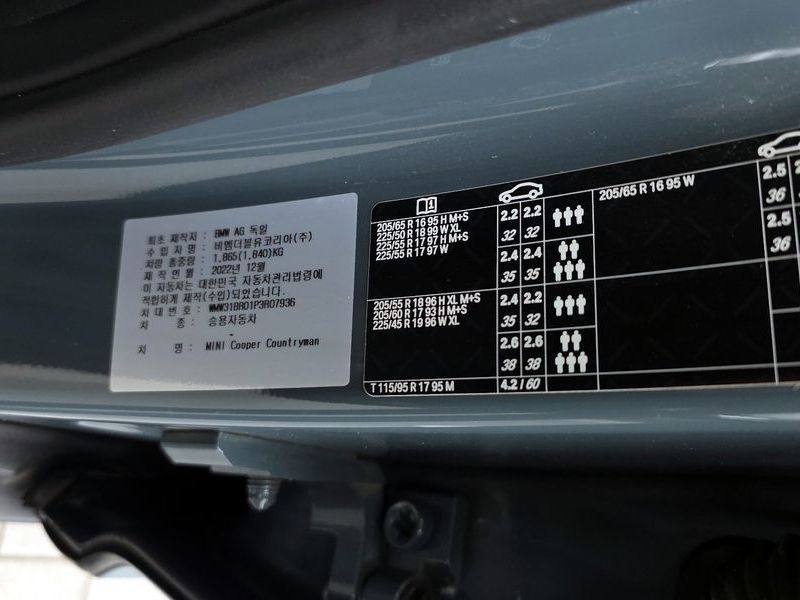 최초 제작자 : BMW AG 독일
수 입 자 명 : 비엠더블유코리아(주)
차량 총중량 : 1,865(1,840)KG
제 작 연 월 : 2022년 12월
이 자동차는 대한민국 자동차관리법령에
적합하게 제작(수입)되었습니다.
차 대 번 호 : WMW31BR01P3R07936
차 종 : 승용자동차
-
차 명 : MINI Cooper Countryman
205/65 R 16 95 H M+S
225/50 R 18 99 W XL
225/55 R 17 97 H M+S
225/55 R 17 97 W
2.2 2.2
32 32
2.4 2.4
35 35
205/55 R 18 96 H XL M+S
205/60 R 17 93 H M+S
225/45 R 19 96 W XL
2.4 2.2
35 32
2.6 2.6
38 38
T 115/95 R 17 95 M
4.2 / 60
205/65 R 16 95 W
2.5
36
2.5
36